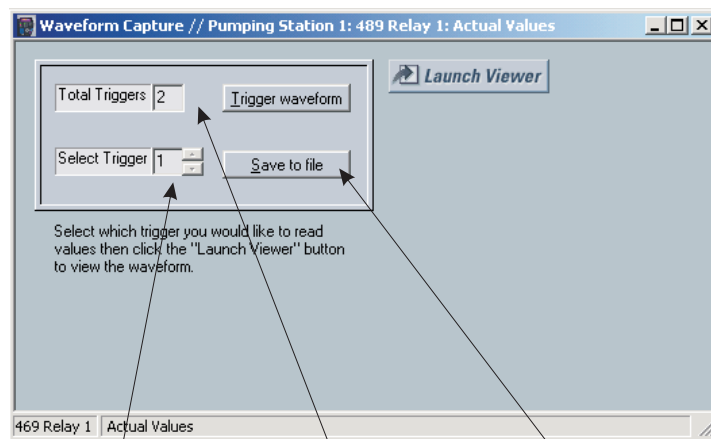 Waveform Capture // Pumping Station 1: 489 Relay 1: Actual Values
Total Triggers 2
Trigger waveform
Launch Viewer
Select Trigger 1
Save to file
Select which trigger you would like to read
values then click the "Launch Viewer" button
to view the waveform.
469 Relay 1 Actual Values